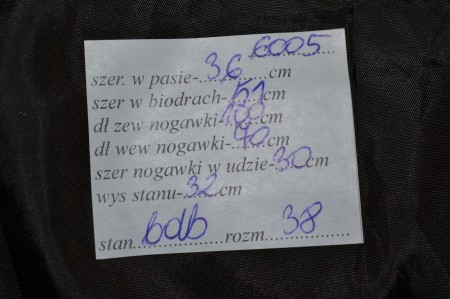 6005
szer. w pasie-36cm
szer w biodrach-51cm
dł zew nogawki-100cm
dł wew nogawki-70cm
szer nogawki w udzie-30cm
wys stanu-32cm
stan bdb rozm. 38